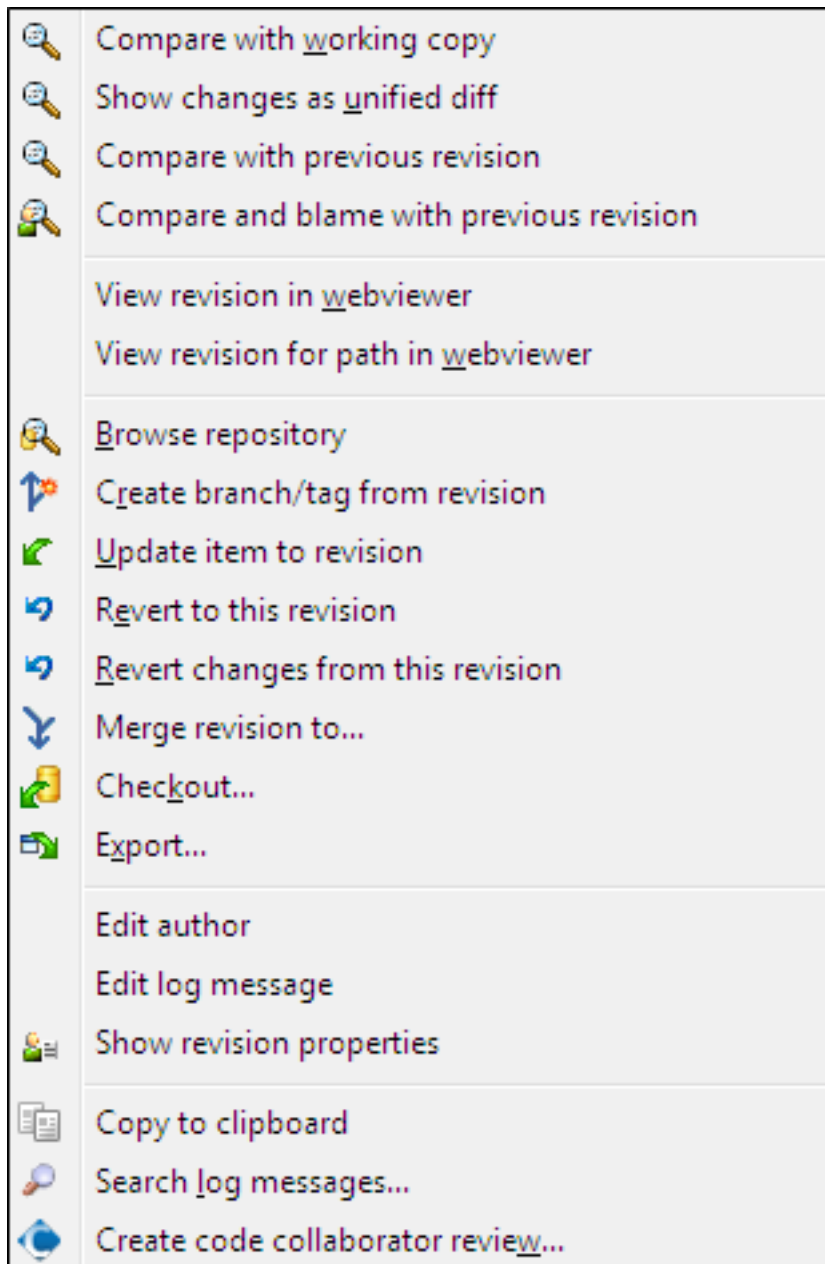 Compare with working copy
Show changes as unified diff
Compare with previous revision
Compare and blame with previous revision
View revision in webviewer
View revision for path in webviewer
Browse repository
Create branch/tag from revision
Update item to revision
Revert to this revision
Revert changes from this revision
Merge revision to...
Checkout...
Export...
Edit author
Edit log message
Show revision properties
Copy to clipboard
Search log messages...
Create code collaborator review...